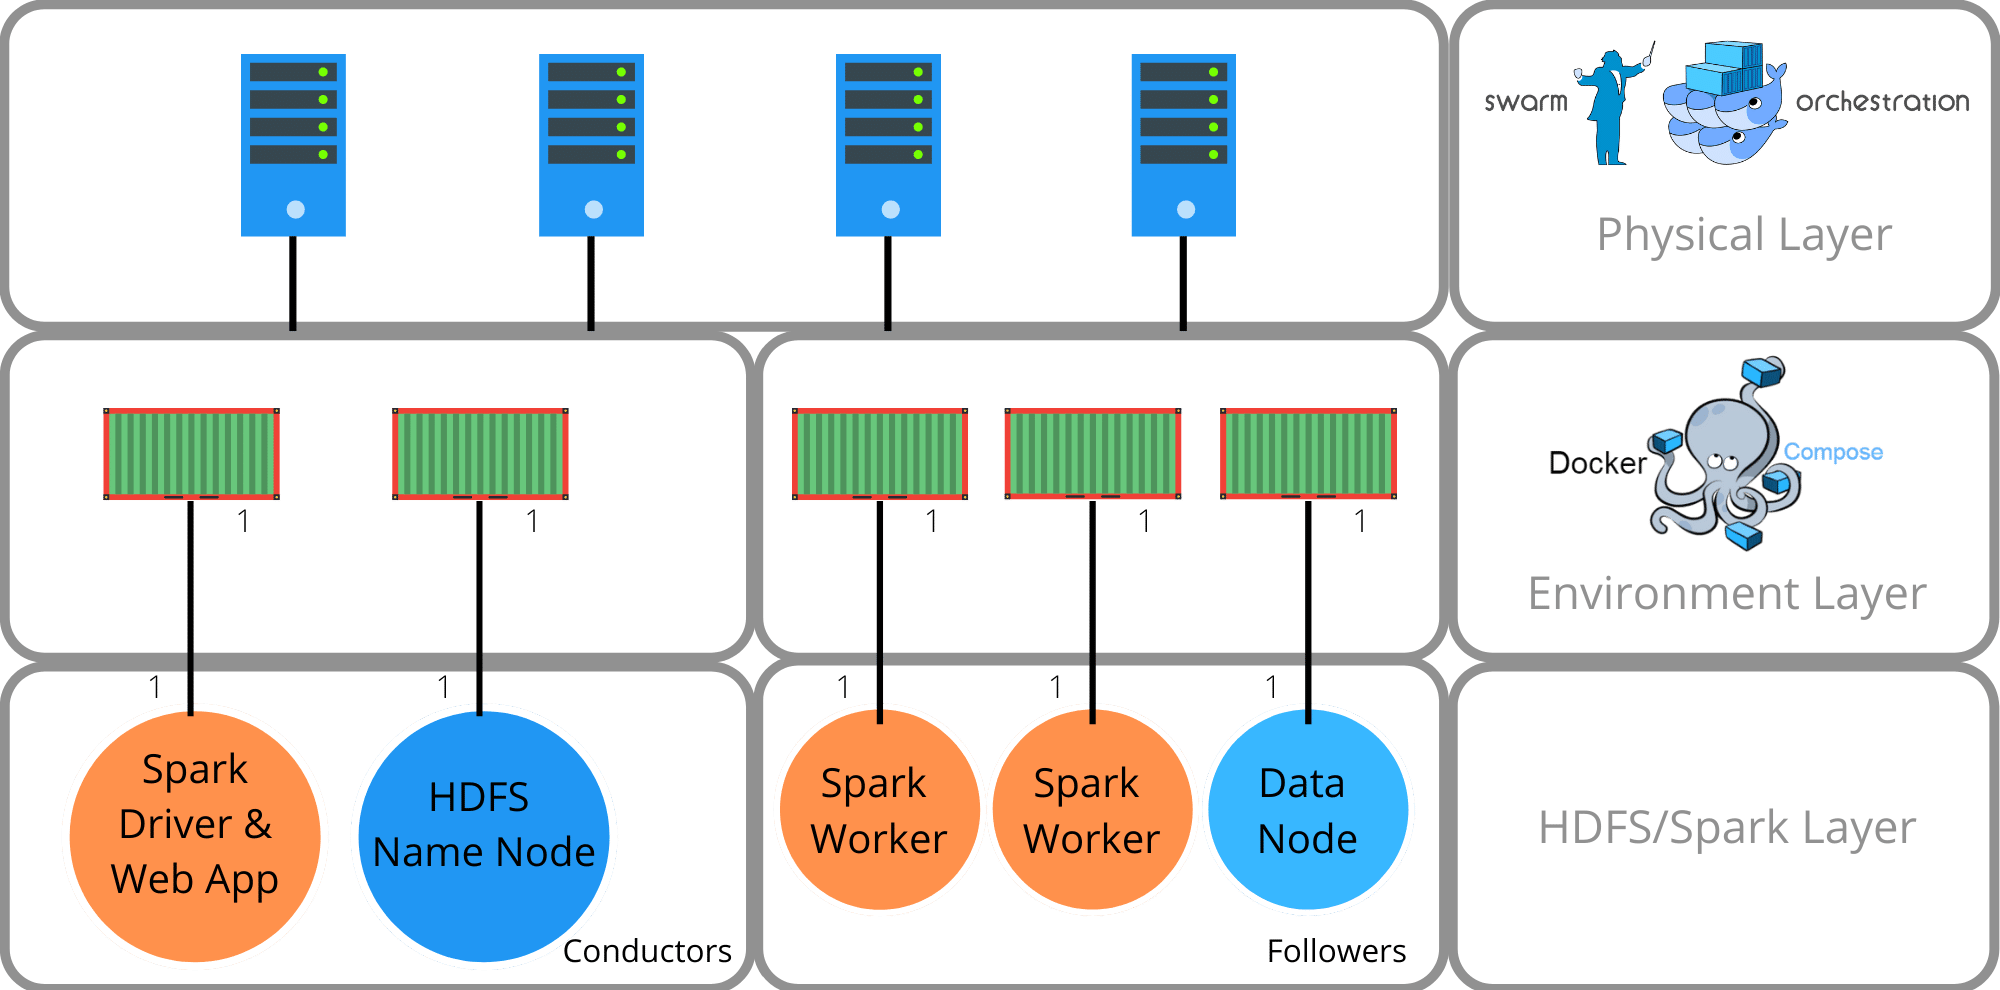 swarm
orchestration
Physical Layer
1
1
1
1
1
Docker
Compose
Environment Layer
1
1
1
1
1
Spark
Driver &
Web App
HDFS
Name Node
Conductors
Spark
Worker
Spark
Worker
Data
Node
Followers
HDFS/Spark Layer